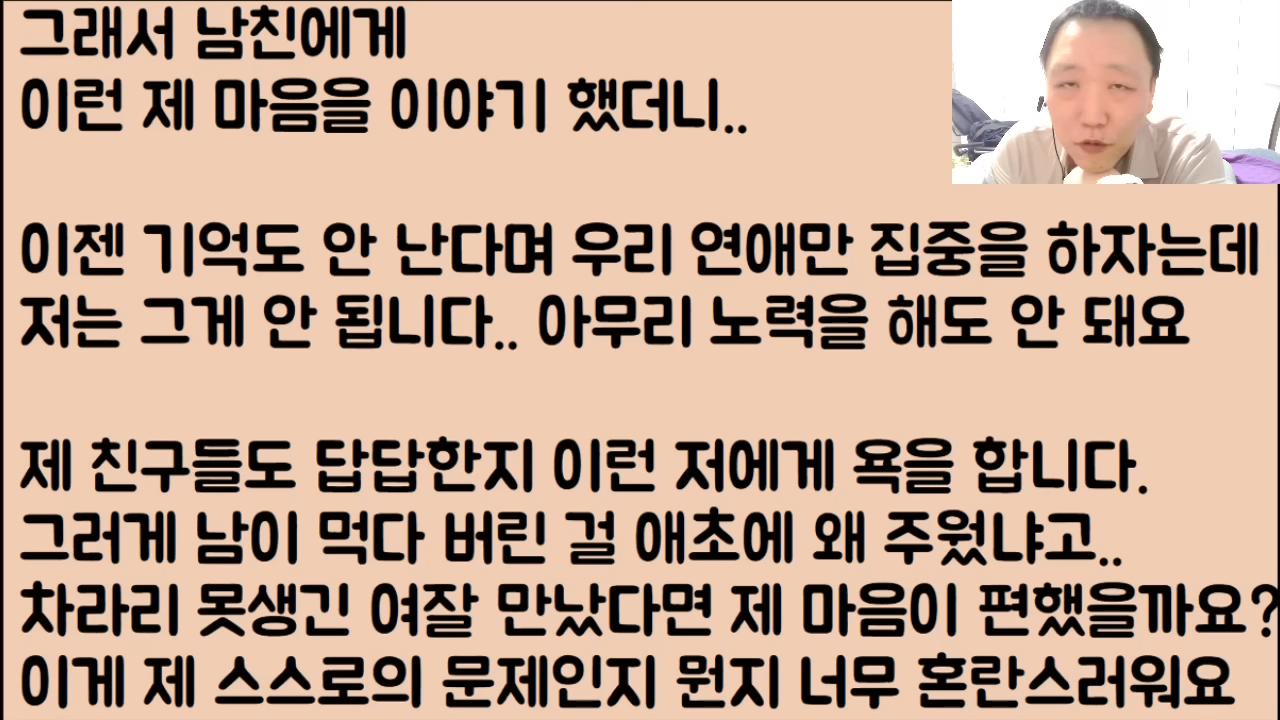 그래서 남친에게
이런 제 마음을 이야기 했더니..
이젠 기억도 안 난다며 우리 연애만 집중을 하자는데
저는 그게 안 됩니다.. 아무리 노력을 해도 안 돼요
제 친구들도 답답한지 이런 저에게 욕을 합니다.
그러게 남이 먹다 버린 걸 애초에 왜 주웠냐고..
차라리 못생긴 여잘 만났다면 제 마음이 편했을까요?
이게 제 스스로의 문제인지 뭔지 너무 혼란스러워요